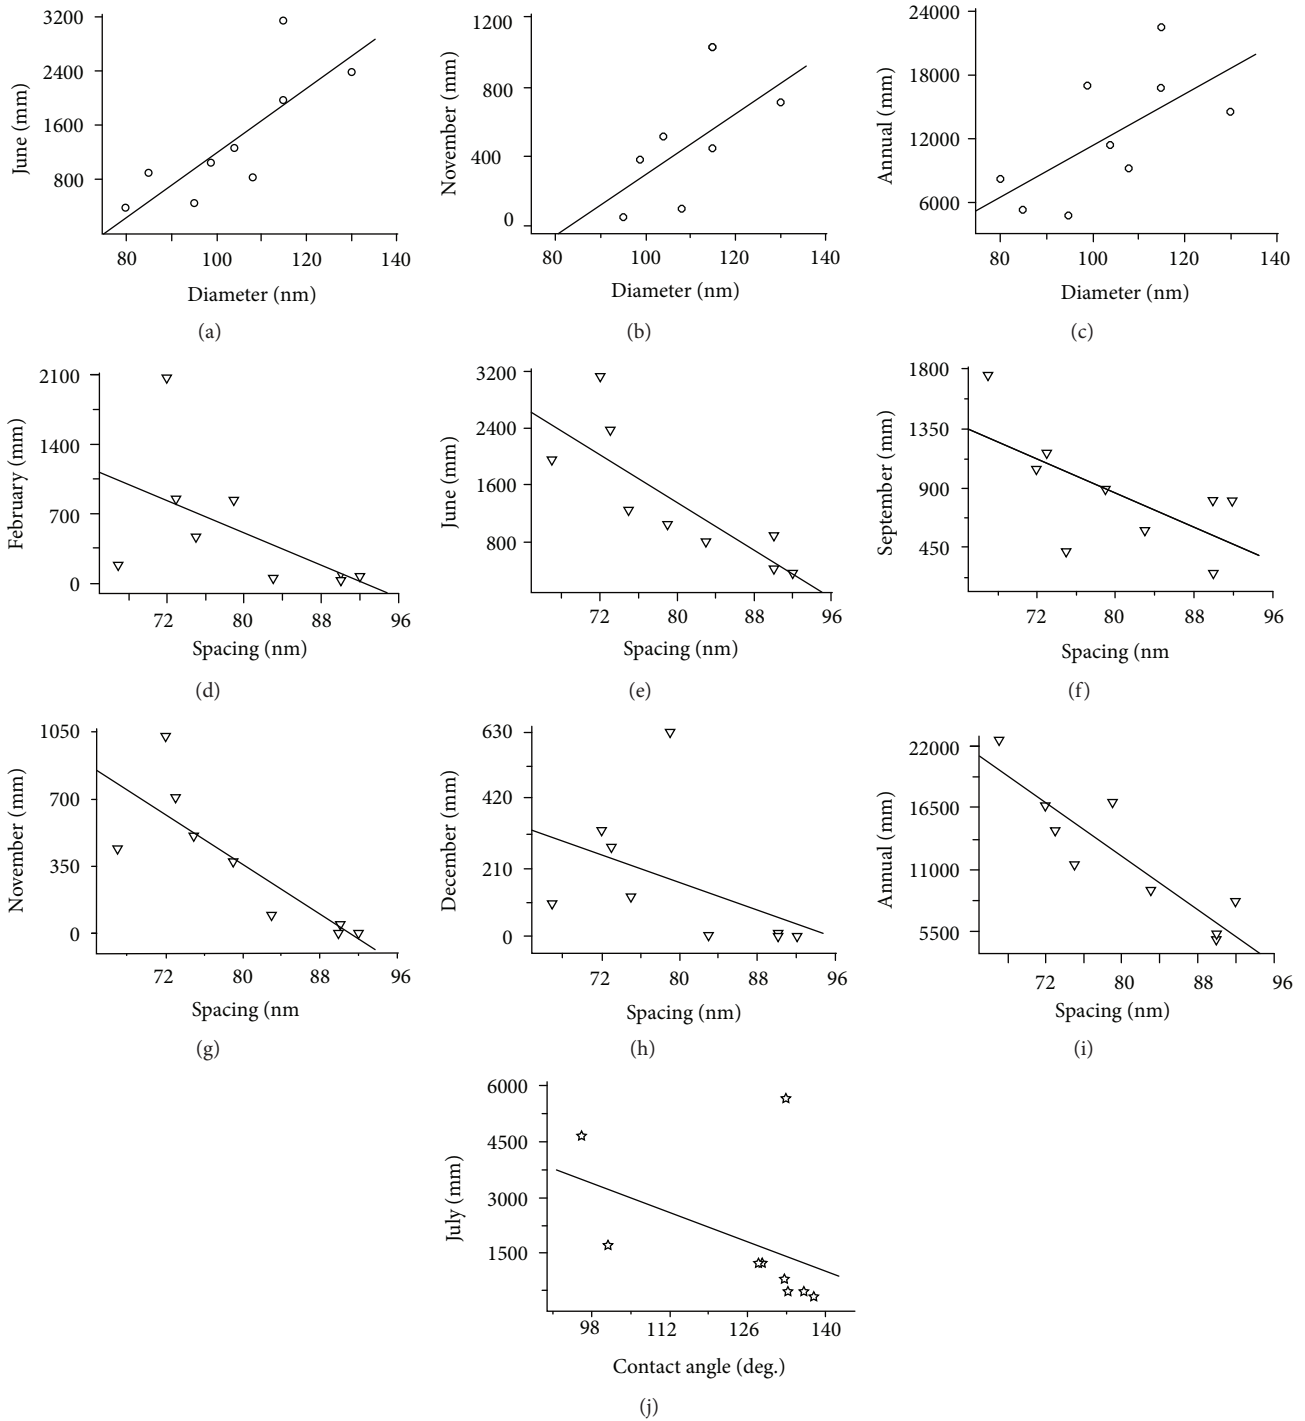 3200
2400
1600
800
June (mm)
80
100
120
140
Diameter (nm)
(a)
1200
800
400
0
November (mm)
80
100
120
140
Diameter (nm)
(b)
24000
18000
12000
6000
Annual (mm)
80
100
120
140
Diameter (nm)
(c)
2100
1400
700
0
February (mm)
72
80
88
96
Spacing (nm)
(d)
3200
2400
1600
800
June (mm)
72
80
88
96
Spacing (nm)
(e)
1800
1350
900
450
September (mm)
72
80
88
96
Spacing (nm
(f)
1050
700
350
0
November (mm)
72
80
88
96
Spacing (nm
(g)
630
420
210
0
December (mm)
72
80
88
96
Spacing (nm)
(h)
22000
16500
11000
5500
Annual (mm)
72
80
88
96
Spacing (nm)
(i)
6000
4500
3000
1500
July (mm)
98
112
126
140
Contact angle (deg.)
(j)